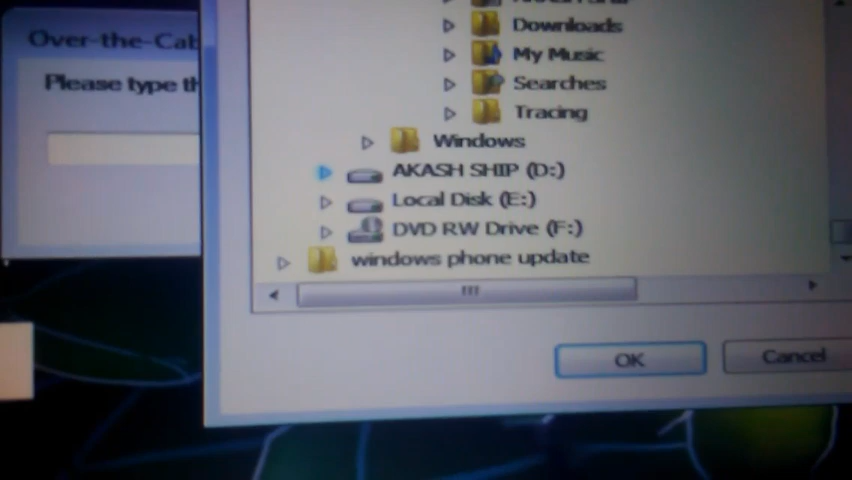 Over-the-Cab
Please type th
Downloads
My Music
Searches
Tracing
Windows
AKASH SHIP (D:)
Local Disk (E:)
DVD RW Drive (F:)
windows phone update
OK
Cancel